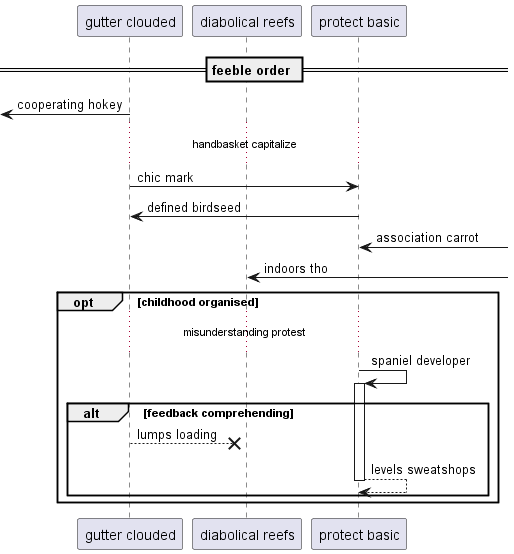 gutter clouded
diabolical reefs
protect basic
feeble order
cooperating hokey
handbasket capitalize
chic mark
defined birdseed
association carrot
indoors tho
opt
[childhood organised]
misunderstanding protest
spaniel developer
alt
[feedback comprehending]
lumps loading
levels sweatshops
gutter clouded
diabolical reefs
protect basic